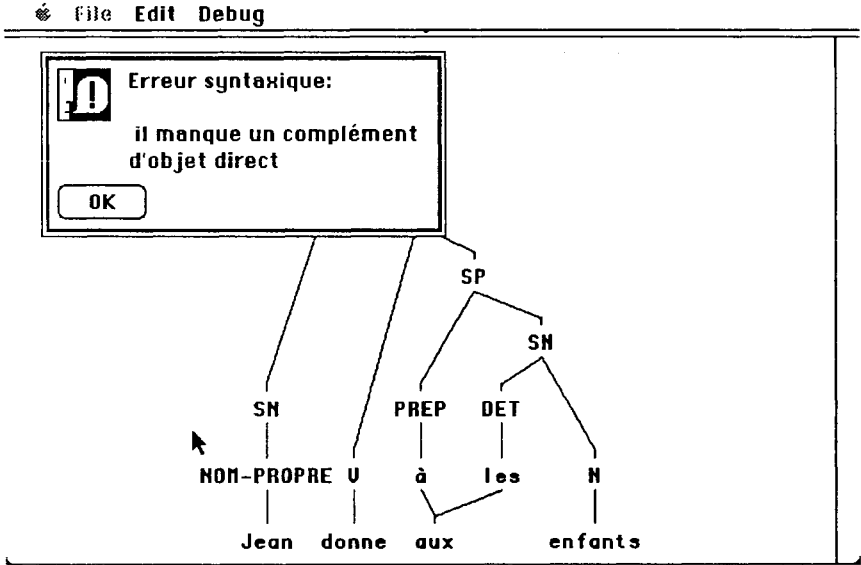 File Edit Debug
Erreur syntaxique:
il manque un complément
d'objet direct
OK
SP
SN
SN PREP DET
NOM-PROPRE V à les N
Jean donne aux enfants